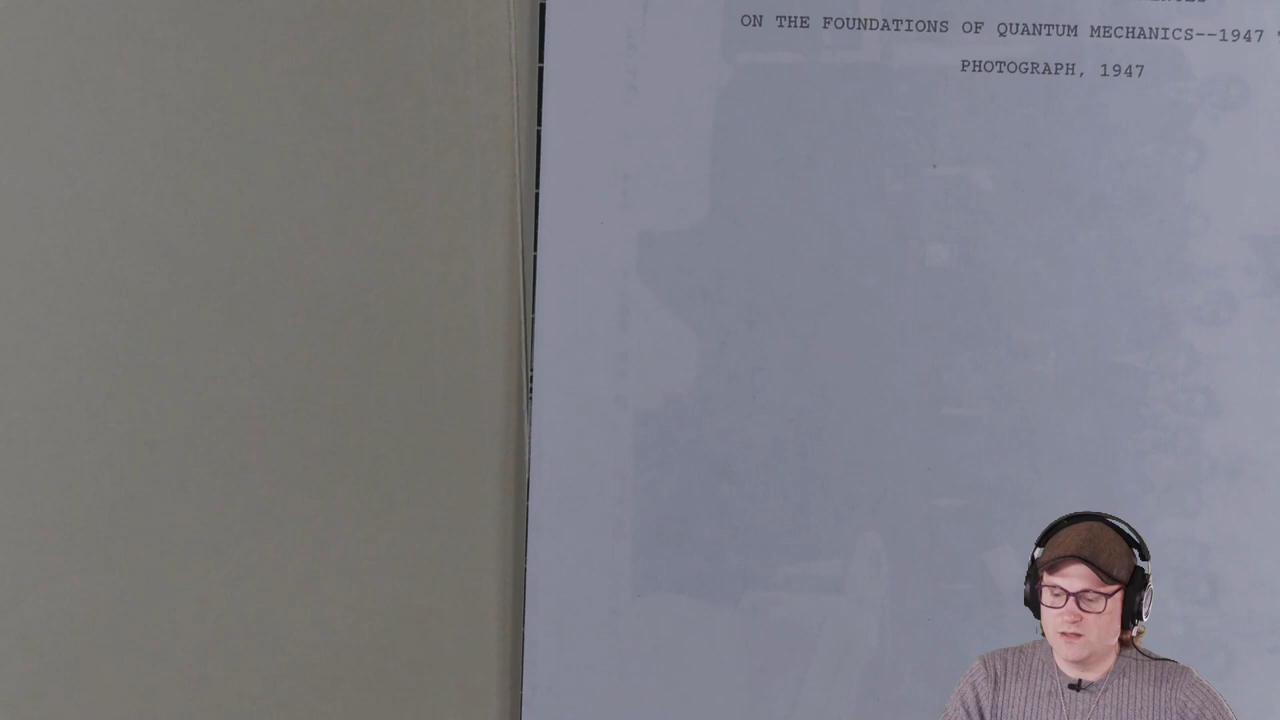 ON THE FOUNDATIONS OF QUANTUM MECHANICS--1947
PHOTOGRAPH, 1947